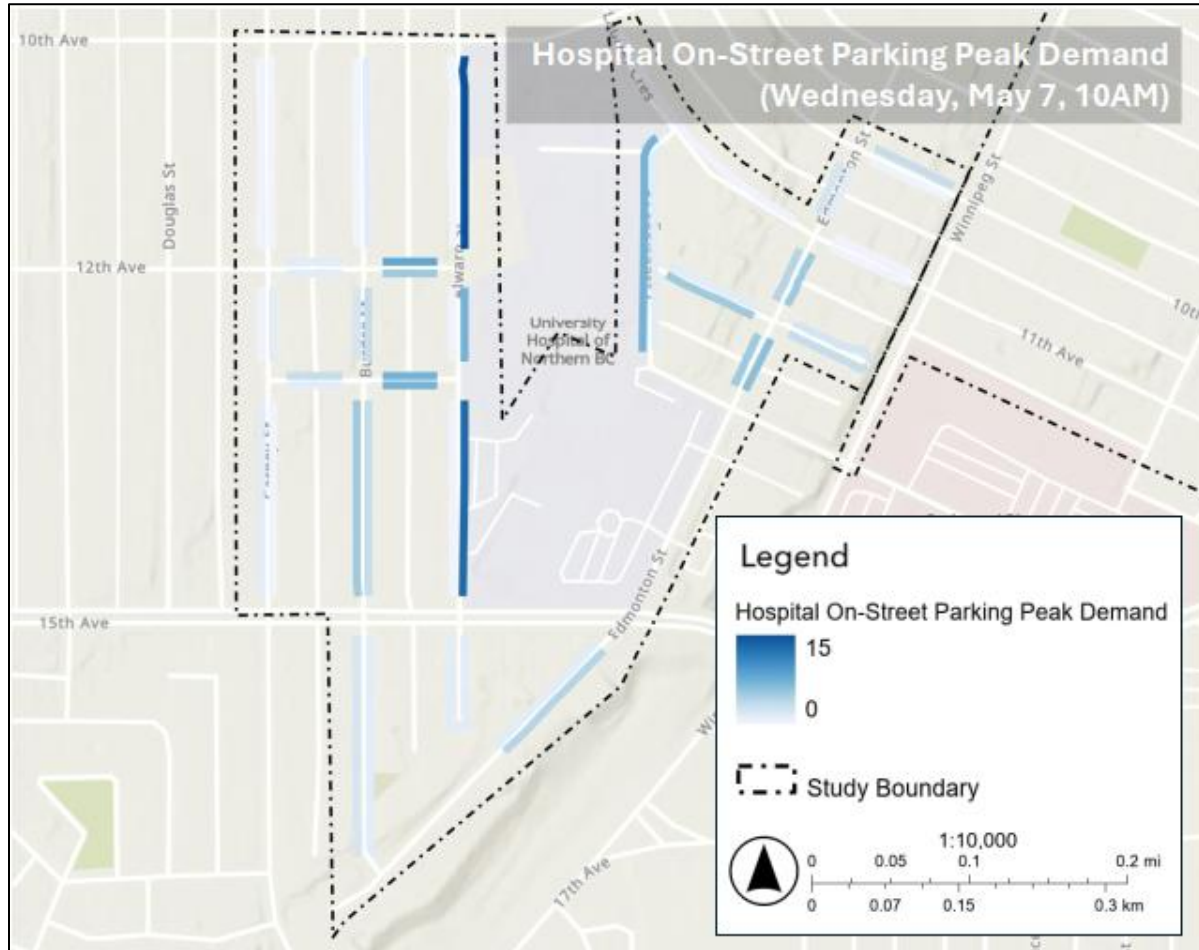 Hospital On-Street Parking Peak Demand
(Wednesday, May 7, 10AM)
10th Ave
Cres
Douglas St
Edmonton St
Winnipeg St
12th Ave
10th
11th Ave
University
Hospital of
Northern BC
15th Ave
Edmonton St
17th Ave
Legend
Hospital On-Street Parking Peak Demand
15
0
Study Boundary
1:10,000
0 0.05 0.1 0.2 mi
0 0.07 0.15 0.3 km